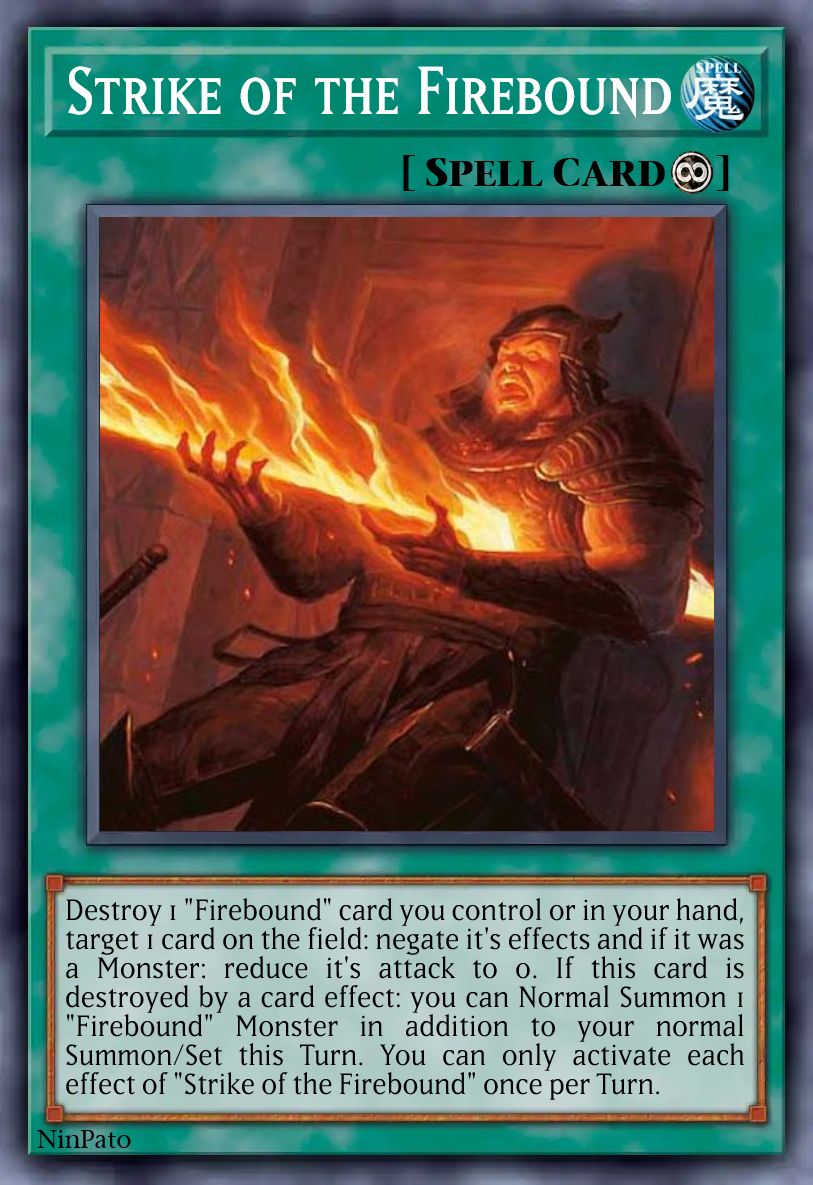 Strike of the Firebound
SPELL
魔
[ Spell Card ]
Destroy 1 "Firebound" card you control or in your hand,
target 1 card on the field: negate it's effects and if it was
a Monster: reduce it's attack to 0. If this card is
destroyed by a card effect: you can Normal Summon 1
"Firebound" Monster in addition to your normal
Summon/Set this Turn. You can only activate each
effect of "Strike of the Firebound" once per Turn.
NinPato